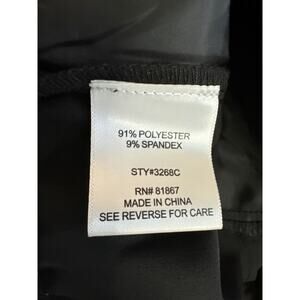 91% POLYESTER
9% SPANDEX
STY#3268C
RN# 81867
MADE IN CHINA
SEE REVERSE FOR CARE